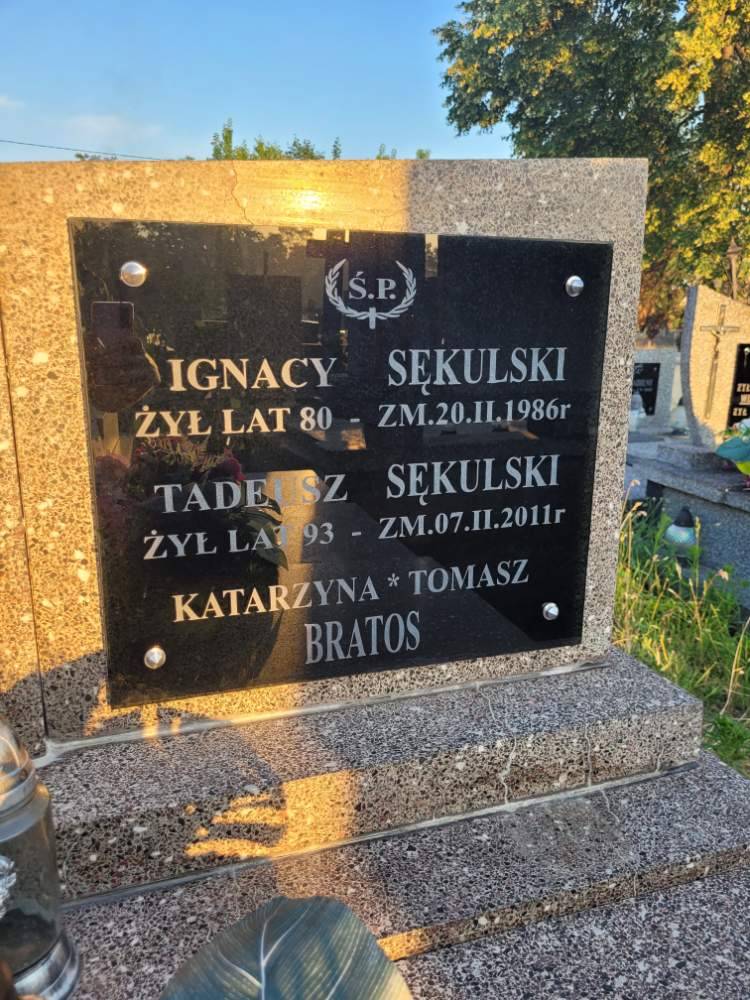 Ś.P.
IGNACY SĘKULSKI
ŻYŁ LAT 80 - ZM.20.II.1986r
TADEUSZ SĘKULSKI
ŻYŁ LAT 93 - ZM.07.II.2011r
KATARZYNA * TOMASZ
BRATOS